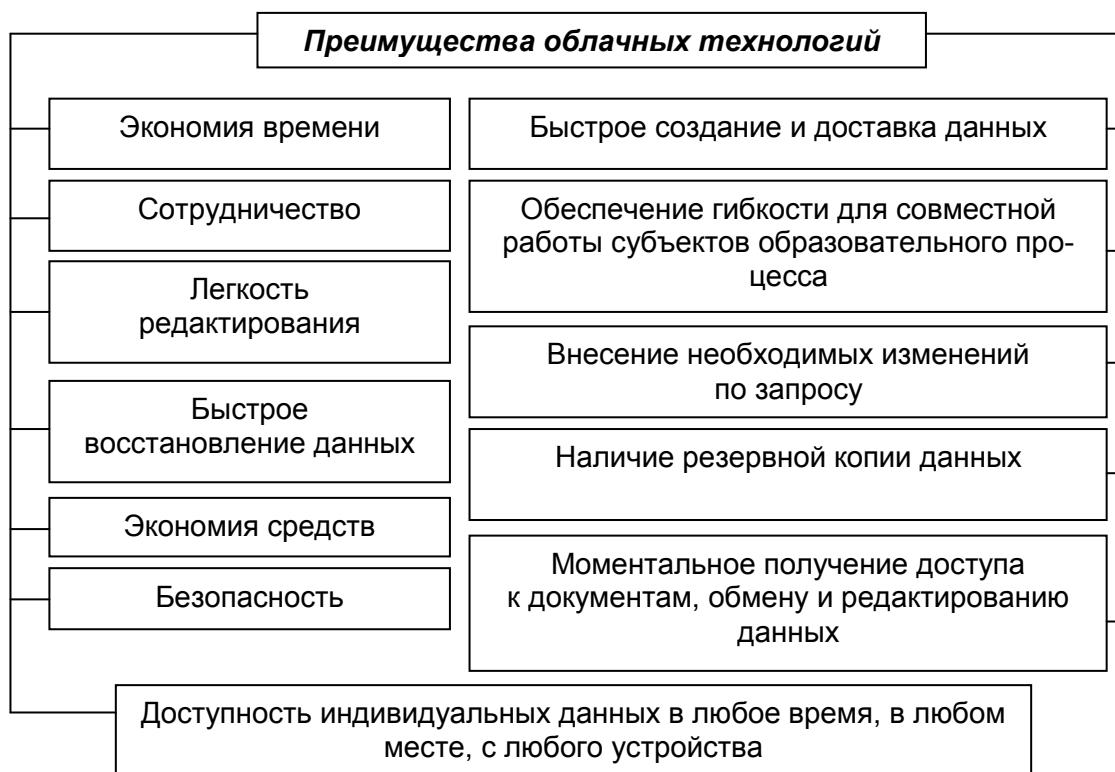 Преимущества облачных технологий
Экономия времени
Сотрудничество
Легкость
редактирования
Быстрое
восстановление данных
Экономия средств
Безопасность
Быстрое создание и доставка данных
Обеспечение гибкости для совместной
работы субъектов образовательного про-
цесса
Внесение необходимых изменений
по запросу
Наличие резервной копии данных
Моментальное получение доступа
к документам, обмену и редактированию
данных
Доступность индивидуальных данных в любое время, в любом
месте, с любого устройства